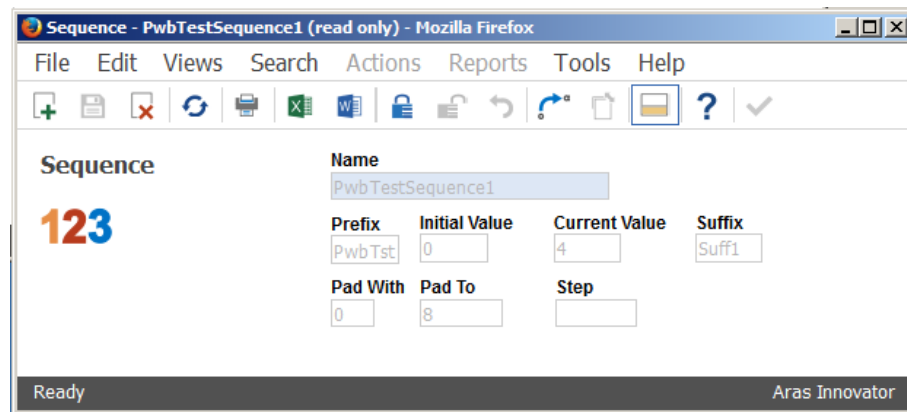 Sequence - PwbTestSequence1 (read only) - Mozilla Firefox
File Edit Views Search Actions Reports Tools Help
Sequence
123
Name
PwbTestSequence1
Prefix Initial Value Current Value Suffix
PwbTst 0 4 Suff1
Pad With Pad To Step
0 8
Ready Aras Innovator